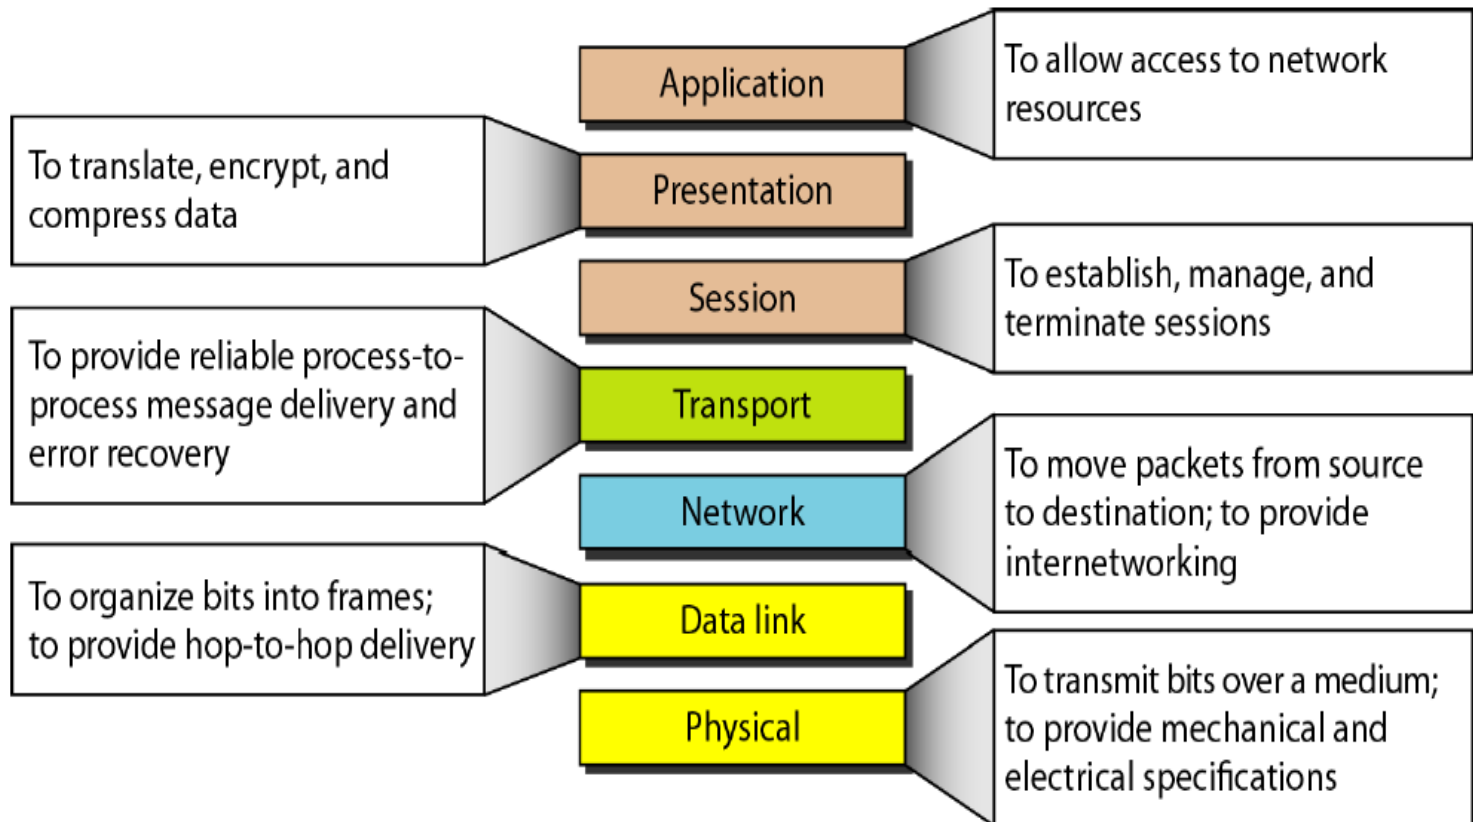 Application
To allow access to network
resources
To translate, encrypt, and
compress data
Presentation
Session
To establish, manage, and
terminate sessions
To provide reliable process-to-
process message delivery and
error recovery
Transport
Network
To move packets from source
to destination; to provide
internetworking
To organize bits into frames;
to provide hop-to-hop delivery
Data link
Physical
To transmit bits over a medium;
to provide mechanical and
electrical specifications